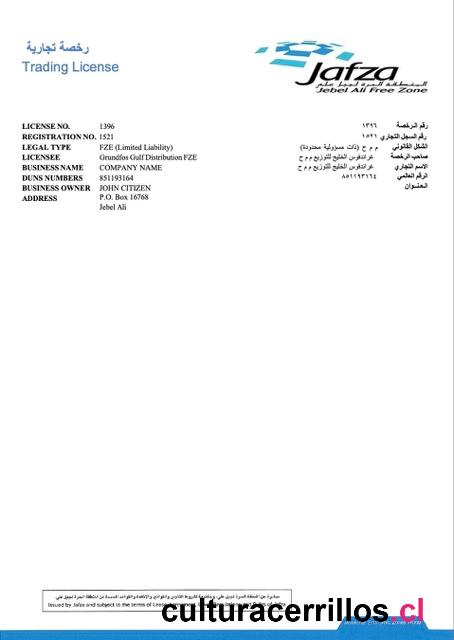 رخصة تجارية
Trading License
Jafza
المنطقة الحرة لجبل علي
Jebel Ali Free Zone
LICENSE NO. 1396 ١٣٩٦ رقم الرخصة
REGISTRATION NO. 1521 ١٥٢١ رقم السجل التجاري
LEGAL TYPE FZE (Limited Liability) م م ح (ذات مسؤولية محدودة) الشكل القانوني
LICENSEE Grundfos Gulf Distribution FZE غراندفوس الخليج للتوزيع م م ح صاحب الرخصة
BUSINESS NAME COMPANY NAME غراندفوس الخليج للتوزيع م م ح الاسم التجاري
DUNS NUMBERS 851193164 ٨٥١١٩٣١٦٤ الرقم العالمي
BUSINESS OWNER JOHN CITIZEN العنوان
ADDRESS P.O. Box 16768
Jebel Ali
Issued by Jafza and subject to the terms of
culturacerrillos.cl